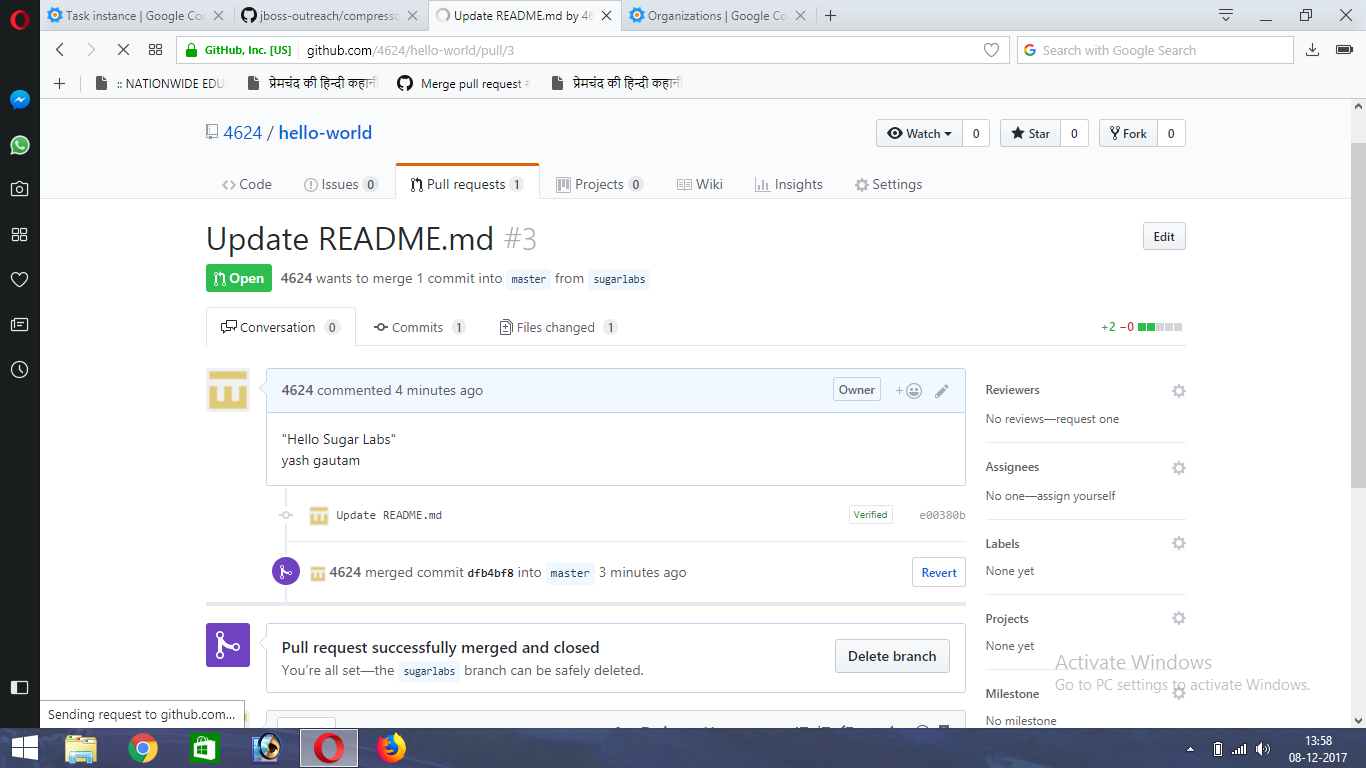 Task instance | Google Co
jboss-outreach/compresso
Update README.md by 46
Organizations | Google Co
GitHub, Inc. [US]
github.com/4624/hello-world/pull/3
Search with Google Search
:: NATIONWIDE EDU
प्रेमचंद की हिन्दी कहानी
Merge pull request
प्रेमचंद की हिन्दी कहानी
4624 / hello-world
Watch 0
Star 0
Fork 0
Code
Issues 0
Pull requests 1
Projects 0
Wiki
Insights
Settings
Update README.md #3
Edit
Open
4624 wants to merge 1 commit into master from sugarlabs
Conversation 0
Commits 1
Files changed 1
+2 −0
4624 commented 4 minutes ago
Owner
"Hello Sugar Labs"
yash gautam
Update README.md
Verified
e00380b
4624 merged commit dfb4bf8 into master 3 minutes ago
Revert
Pull request successfully merged and closed
You're all set—the sugarlabs branch can be safely deleted.
Delete branch
Reviewers
No reviews—request one
Assignees
No one—assign yourself
Labels
None yet
Projects
None yet
Milestone
No milestone
Activate Windows
Go to PC settings to activate Windows.
Sending request to github.com...
13:58
08-12-2017